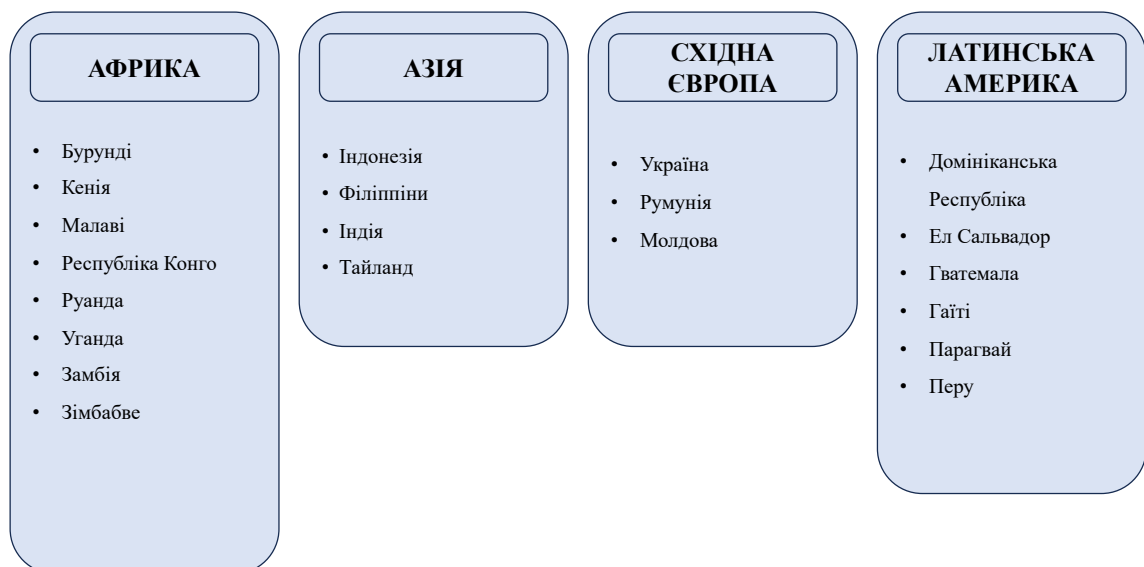 АФРИКА
• Бурунді
• Кенія
• Малаві
• Республіка Конго
• Руанда
• Уганда
• Замбія
• Зімбабве
АЗІЯ
• Індонезія
• Філіппіни
• Індія
• Тайланд
СХІДНА
ЄВРОПА
• Україна
• Румунія
• Молдова
ЛАТИНСЬКА
АМЕРИКА
• Домініканська
Республіка
• Ел Сальвадор
• Гватемала
• Гаїті
• Парагвай
• Перу